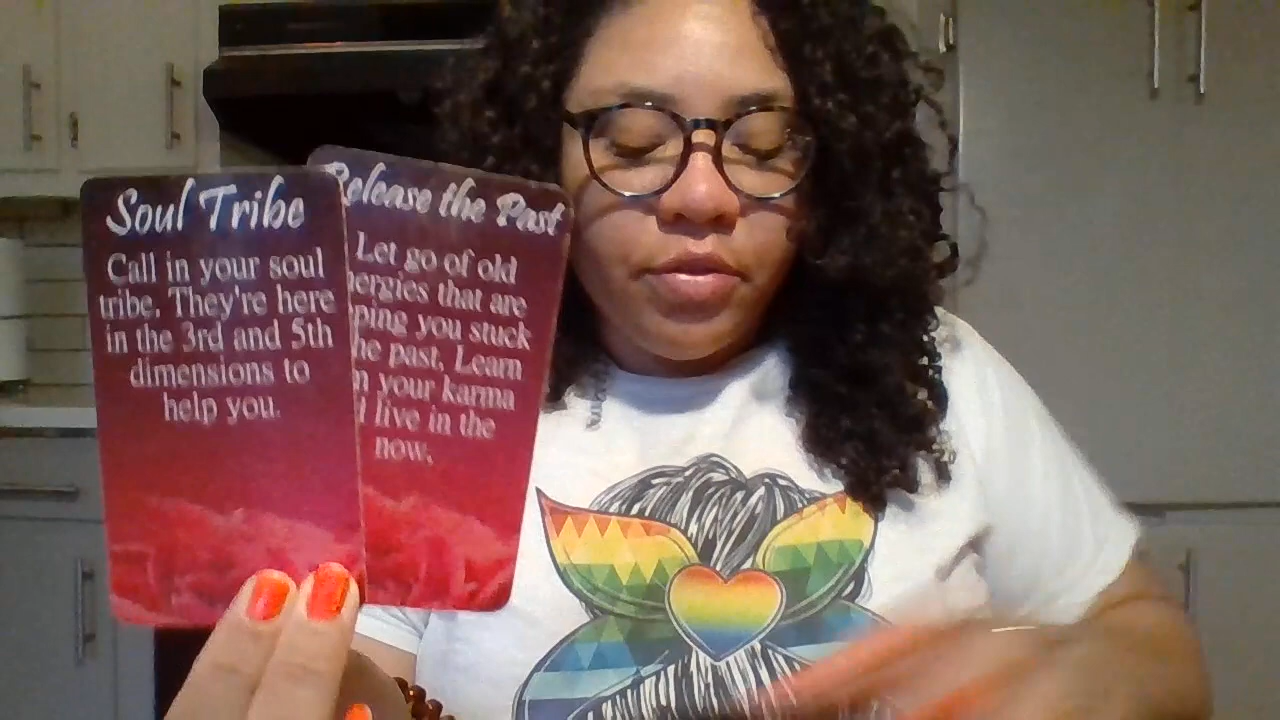 Soul Tribe
Call in your soul
tribe. They're here
in the 3rd and 5th
dimensions to
help you.
Release the Past
Let go of old
that are
you stuck
past. Learn
your karma
live in the
now.